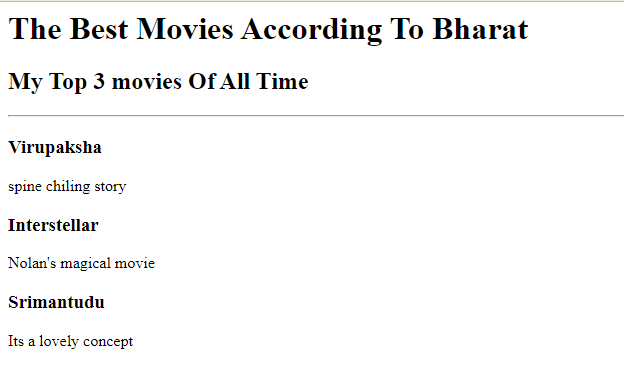 The Best Movies According To Bharat
My Top 3 movies Of All Time
Virupaksha
spine chiling story
Interstellar
Nolan's magical movie
Srimantudu
Its a lovely concept